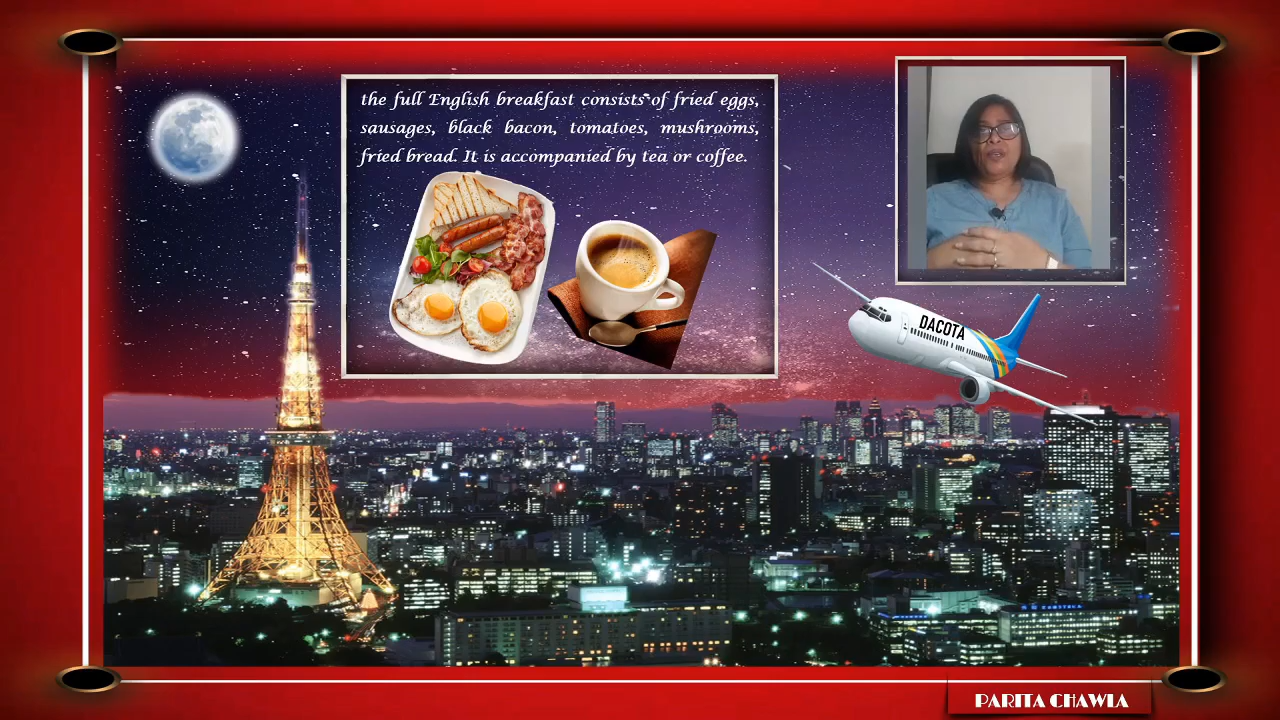 the full English breakfast consists of fried eggs,
sausages, black bacon, tomatoes, mushrooms,
fried bread. It is accompanied by tea or coffee.
DACOTA
PARITA CHAWLA